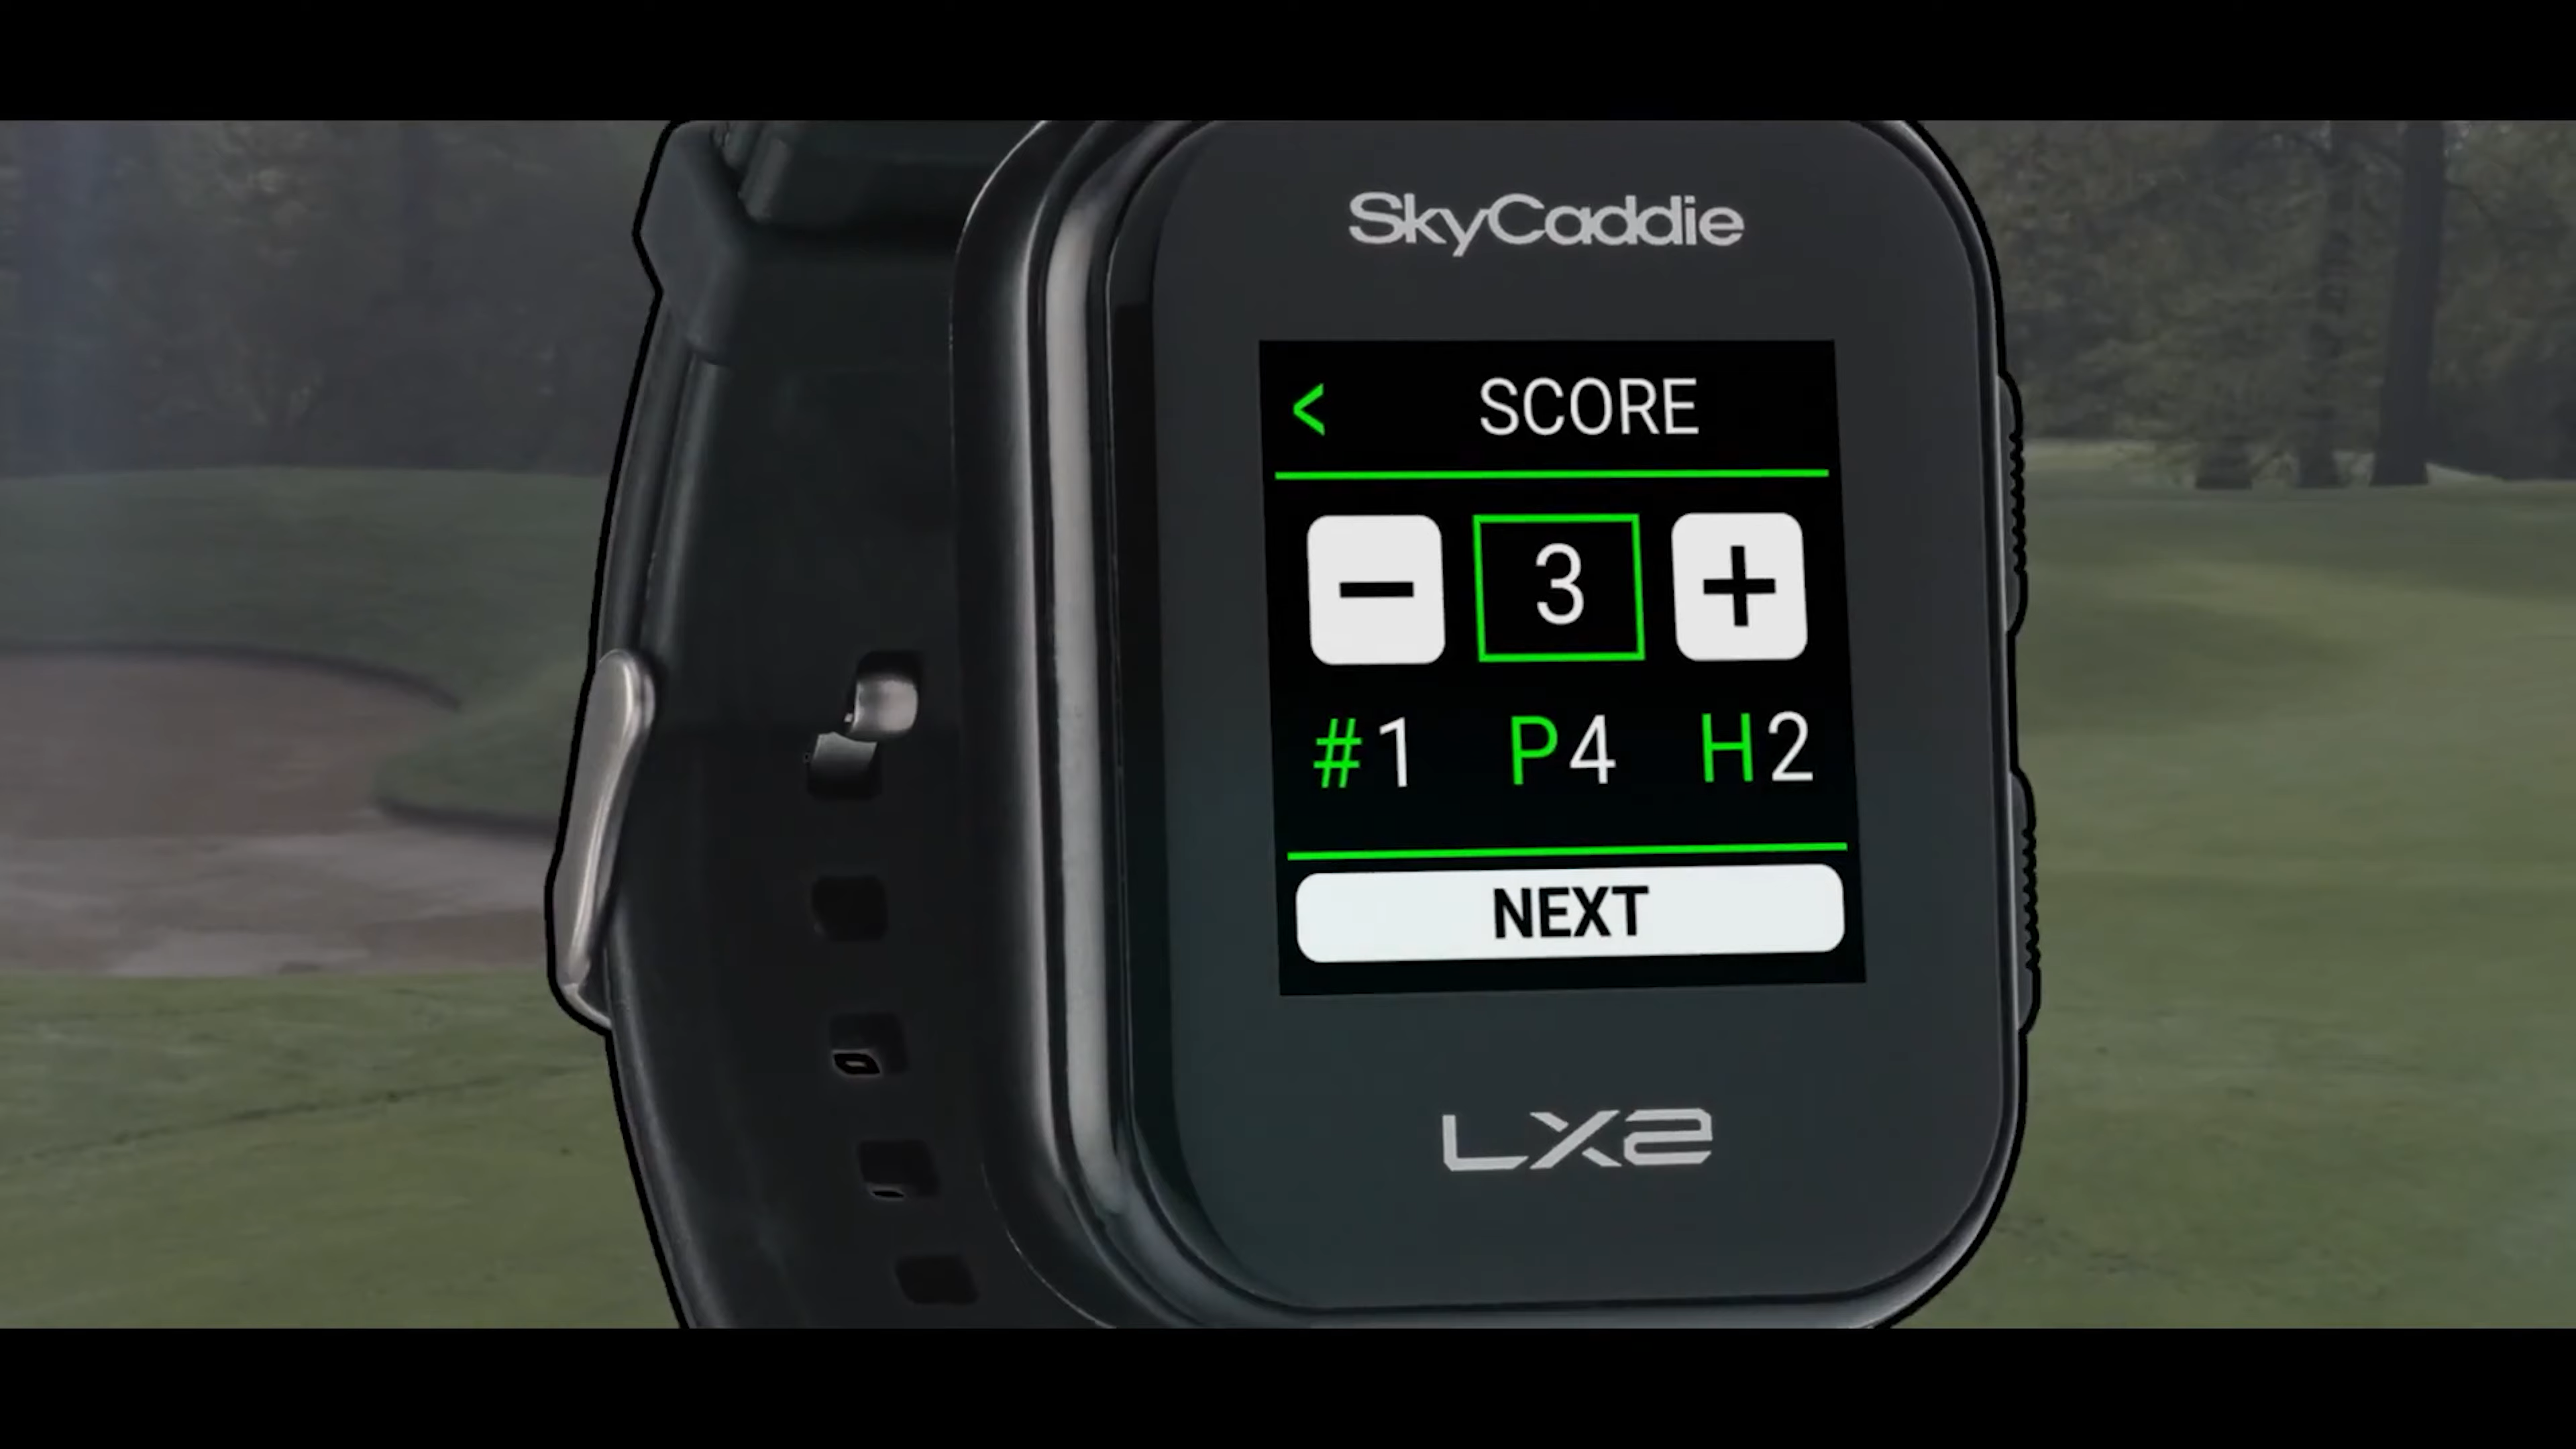 SkyCaddie
< SCORE
− 3 +
#1 P4 H2
NEXT
LX2